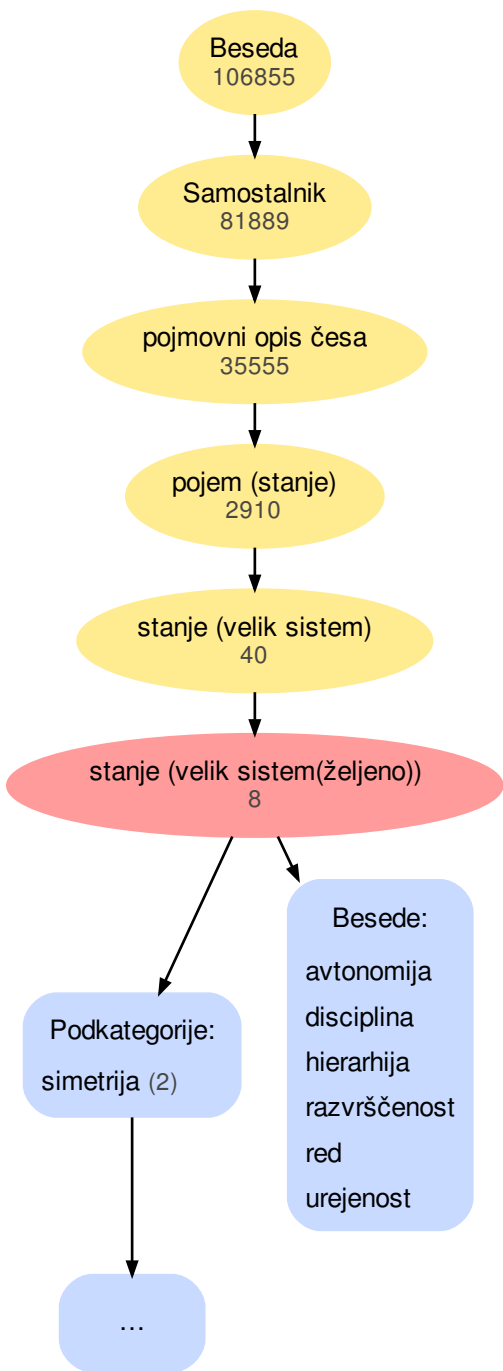 Beseda
106855
Samostalnik
81889
pojmovni opis česa
35555
pojem (stanje)
2910
stanje (velik sistem)
40
stanje (velik sistem(željeno))
8
Besede:
avtonomija
disciplina
hierarhija
razvrščenost
red
urejenost
Podkategorije:
simetrija (2)
...